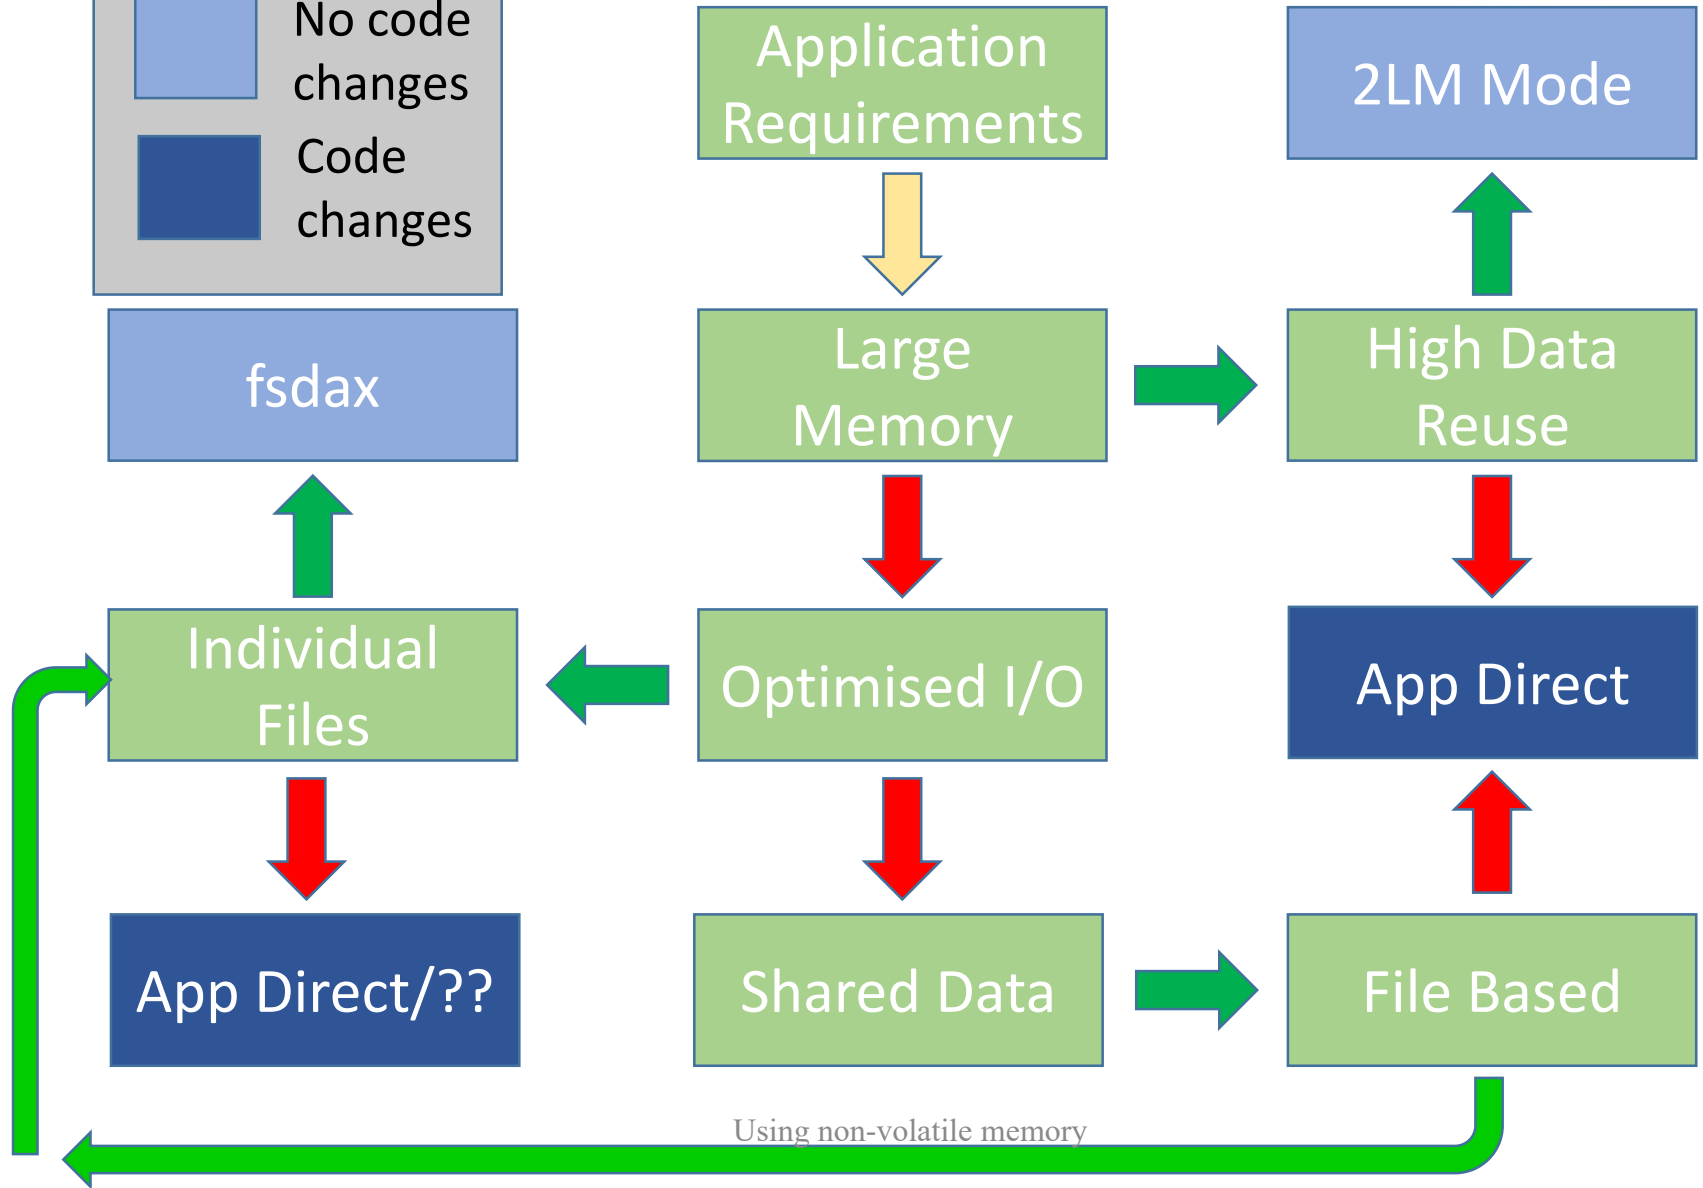 No code
changes
Code
changes
Application
Requirements
2LM Mode
fsdax
Large
Memory
High Data
Reuse
Individual
Files
Optimised I/O
App Direct
App Direct/??
Shared Data
File Based
Using non-volatile memory